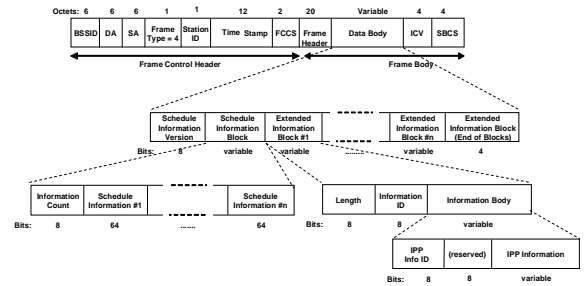 Octets: 6 6 6 1 1 12 2 20 Variable 4 4
BSSID DA SA Frame Type = 4 Station ID Time Stamp FCCS Frame Header Data Body ICV SBCS
Frame Control Header Frame Body
Schedule Information Version Schedule Information Block Extended Information Block #1 Extended Information Block #n Extended Information Block (End of Blocks)
Bits: 8 variable variable ......... variable 4
Information Count Schedule Information #1 Schedule Information #n
Bits: 8 64 ....... 64
Length Information ID Information Body
Bits: 8 8 variable
IPP Info ID (reserved) IPP Information
Bits: 8 8 variable